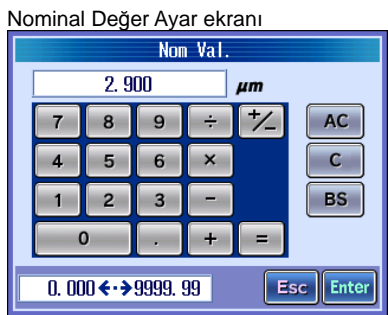 Nominal Değer Ayar ekranı
Nom Val.
2.900 µm
7 8 9 ÷ +/− AC
4 5 6 × C
1 2 3 − BS
0 . + =
0.000←·→9999.99 Esc Enter